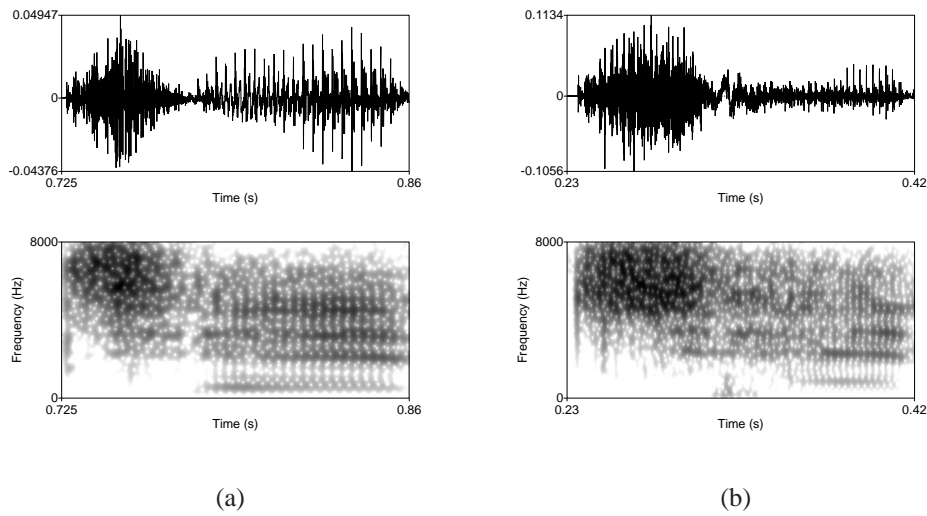 0.04947
0
-0.04376
0.725
0.86
Time (s)
8000
Frequency (Hz)
0
0.725
0.86
Time (s)
(a)
0.1134
0
-0.1056
0.23
0.42
Time (s)
8000
Frequency (Hz)
0
0.23
0.42
Time (s)
(b)